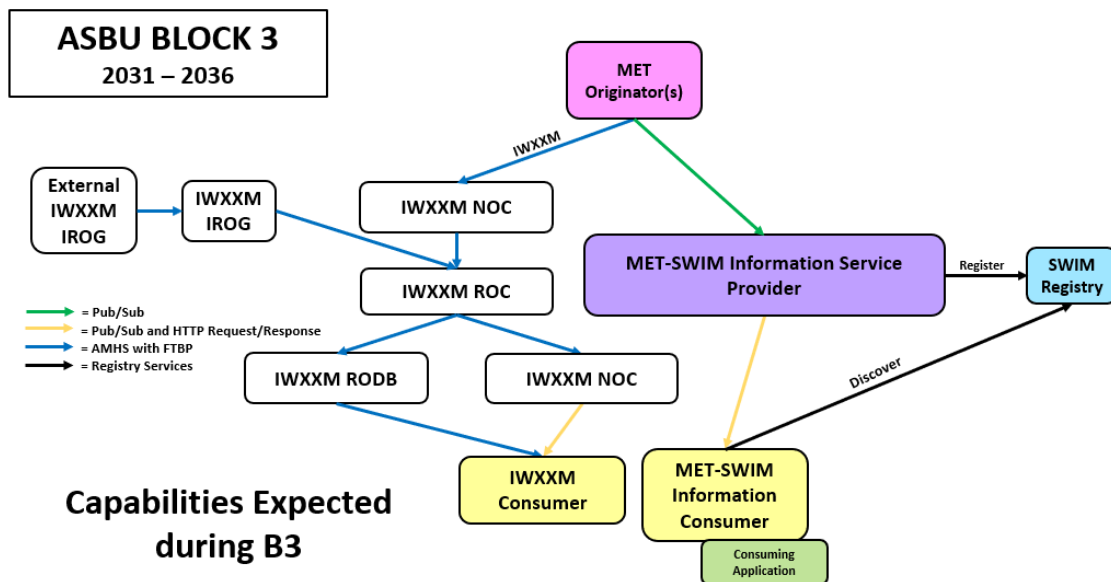 ASBU BLOCK 3
2031 – 2036
MET
Originator(s)
IWXXM
External
IWXXM
IROG
IWXXM
IROG
IWXXM NOC
MET-SWIM Information Service
Provider
Register
SWIM
Registry
IWXXM ROC
= Pub/Sub
= Pub/Sub and HTTP Request/Response
= AMHS with FTBP
= Registry Services
IWXXM RODB
IWXXM NOC
Discover
IWXXM
Consumer
MET-SWIM
Information
Consumer
Consuming
Application
Capabilities Expected
during B3